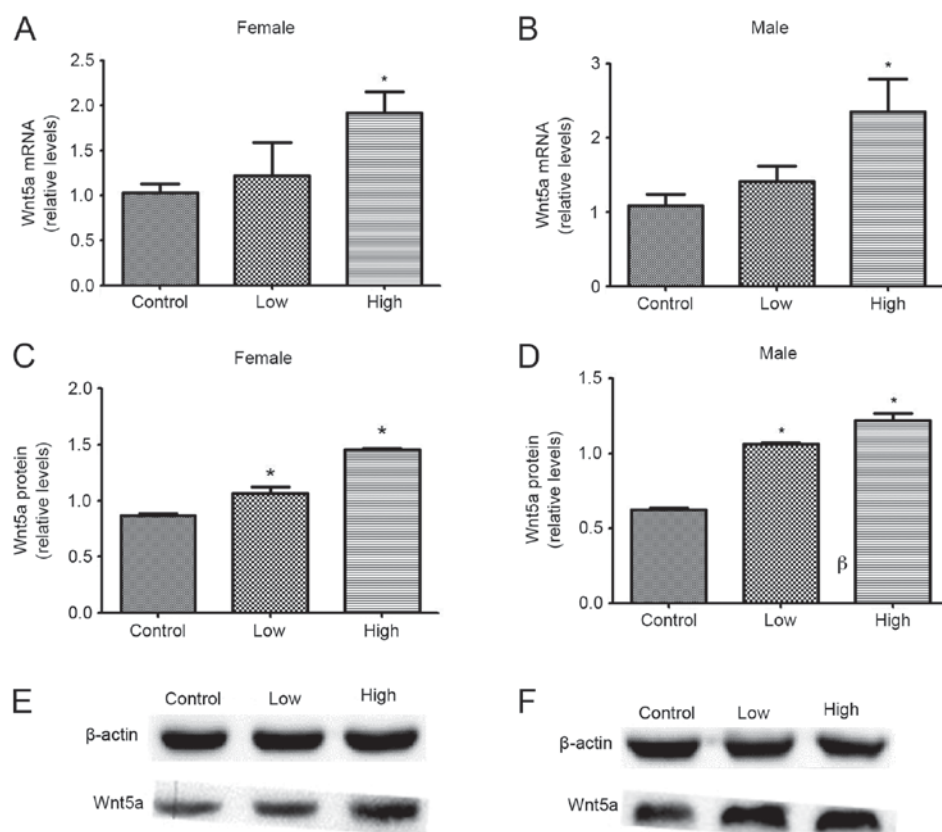 A
Female
Wnt5a mRNA
(relative levels)
2.5
2.0
1.5
1.0
0.5
0.0
*
Control Low High
B
Male
Wnt5a mRNA
(relative levels)
3
2
1
0
*
Control Low High
C
Female
Wnt5a protein
(relative levels)
2.0
1.5
1.0
0.5
0.0
*
*
Control Low High
D
Male
Wnt5a protein
(relative levels)
1.5
1.0
0.5
0.0
*
*
β
Control Low High
E
Control Low High
β-actin
Wnt5a
F
Control Low High
β-actin
Wnt5a